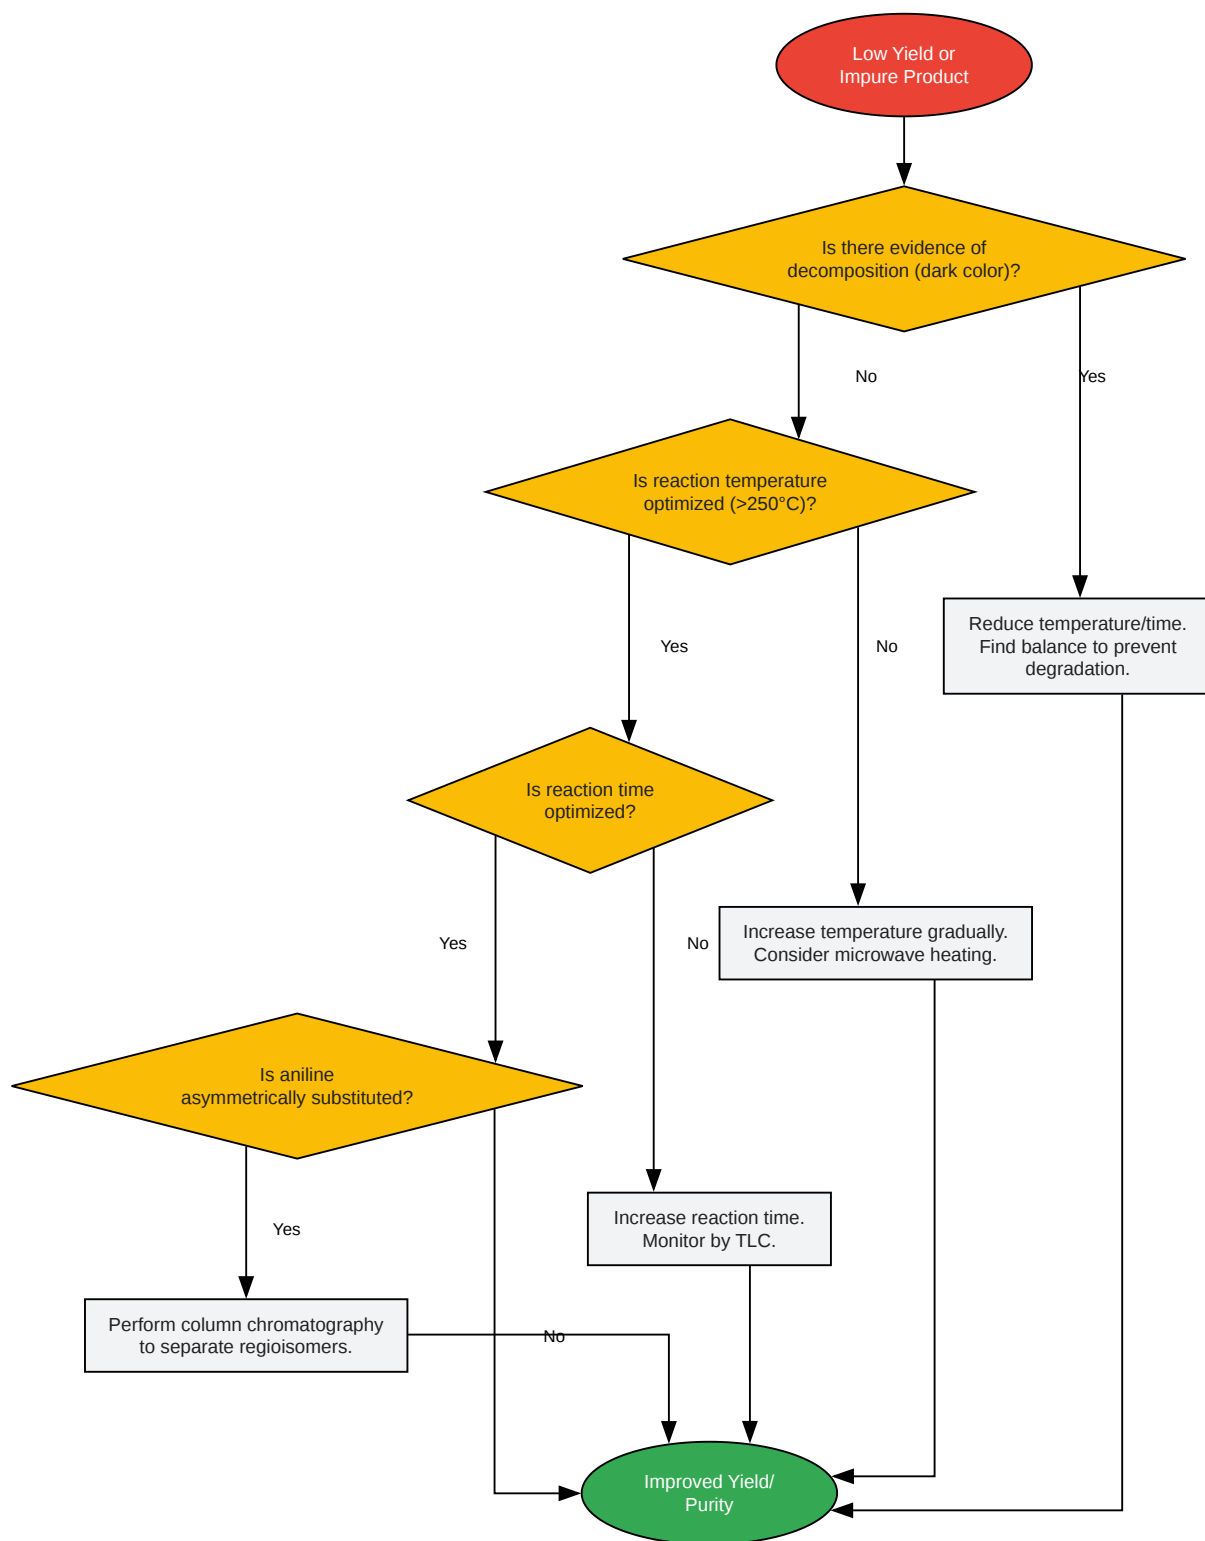 Low Yield or
Impure Product
Is there evidence of
decomposition (dark color)?
No
Yes
Is reaction temperature
optimized (>250°C)?
Reduce temperature/time.
Find balance to prevent
degradation.
Yes
No
Is reaction time
optimized?
Increase temperature gradually.
Consider microwave heating.
Yes
No
Is aniline
asymmetrically substituted?
Increase reaction time.
Monitor by TLC.
Yes
Perform column chromatography
to separate regioisomers.
No
Improved Yield/
Purity